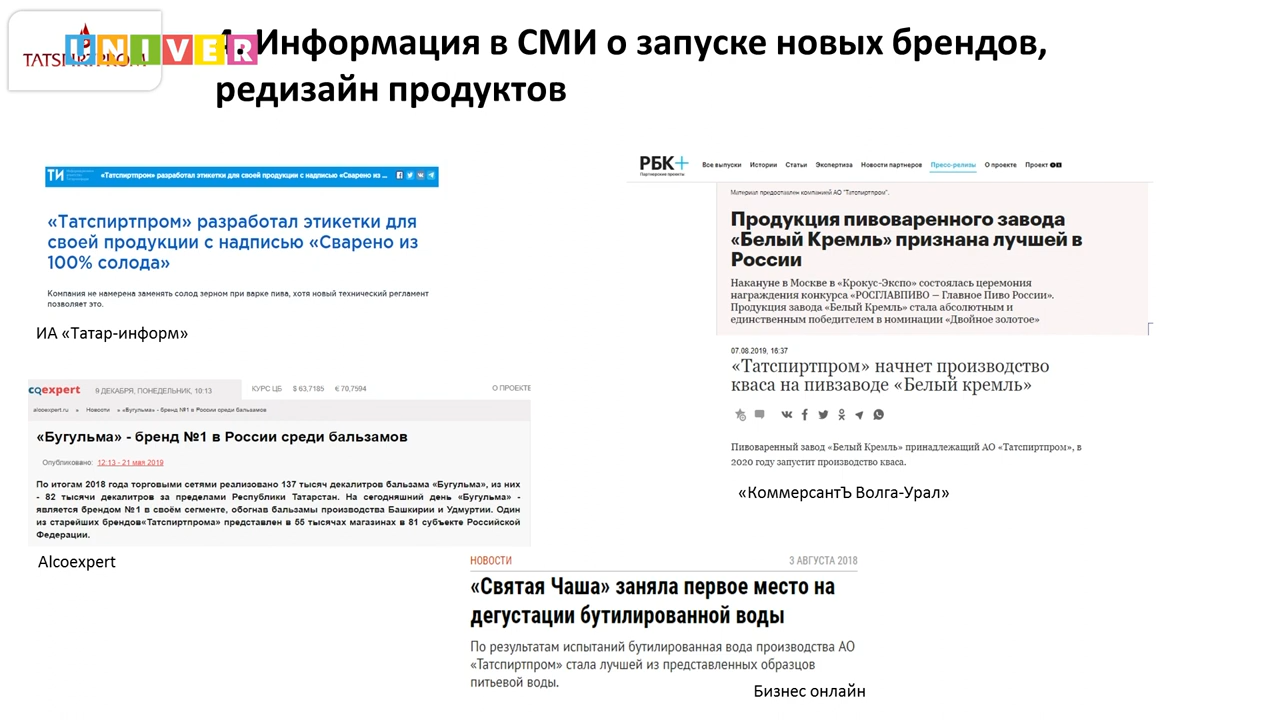 TATSPIRTPROM
UNIVER
4. Информация в СМИ о запуске новых брендов,
редизайн продуктов
ТИ
«Татспиртпром» разработал этикетки для своей продукции с надписью «Сварено из ...
«Татспиртпром» разработал этикетки для
своей продукции с надписью «Сварено из
100% солода»
Компания не намерена заменять солод зерном при варке пива, хотя новый технический регламент
позволяет это.
ИА «Татар-информ»
РБК+
Партнерские проекты
Все выпуски Истории Статьи Экспертиза Новости партнеров Пресс-релизы О проекте Проект
Материал предоставлен компанией АО "Татспиртпром".
Продукция пивоваренного завода
«Белый Кремль» признана лучшей в
России
Накануне в Москве в «Крокус-Экспо» состоялась церемония
награждения конкурса «РОСГЛАВПИВО — Главное Пиво России».
Продукция завода «Белый Кремль» стала абсолютным и
единственным победителем в номинации «Двойное золотое»
07.08.2019, 16:37
«Татспиртпром» начнет производство
кваса на пивзаводе «Белый кремль»
Пивоваренный завод «Белый Кремль» принадлежащий АО «Татспиртпром», в
2020 году запустит производство кваса.
«КоммерсантЪ Волга-Урал»
expert 9 ДЕКАБРЯ, ПОНЕДЕЛЬНИК, 10:13 КУРС ЦБ $ 63,7185 € 70,7594 О ПРОЕКТЕ
alcoexpert.ru » Новости » «Бугульма» - бренд №1 в России среди бальзамов
«Бугульма» - бренд №1 в России среди бальзамов
Опубликовано: 12:13 - 21 мая 2019
По итогам 2018 года торговыми сетями реализовано 137 тысяч декалитров бальзама «Бугульма», из них
- 82 тысячи декалитров за пределами Республики Татарстан. На сегодняшний день «Бугульма» -
является брендом №1 в своём сегменте, обогнав бальзамы производства Башкирии и Удмуртии. Один
из старейших брендов«Татспиртпрома» представлен в 55 тысячах магазинах в 81 субъекте Российской
Федерации.
Alcoexpert
НОВОСТИ 3 АВГУСТА 2018
«Святая Чаша» заняла первое место на
дегустации бутилированной воды
По результатам испытаний бутилированная вода производства АО
«Татспиртпром» стала лучшей из представленных образцов
питьевой воды.
Бизнес онлайн